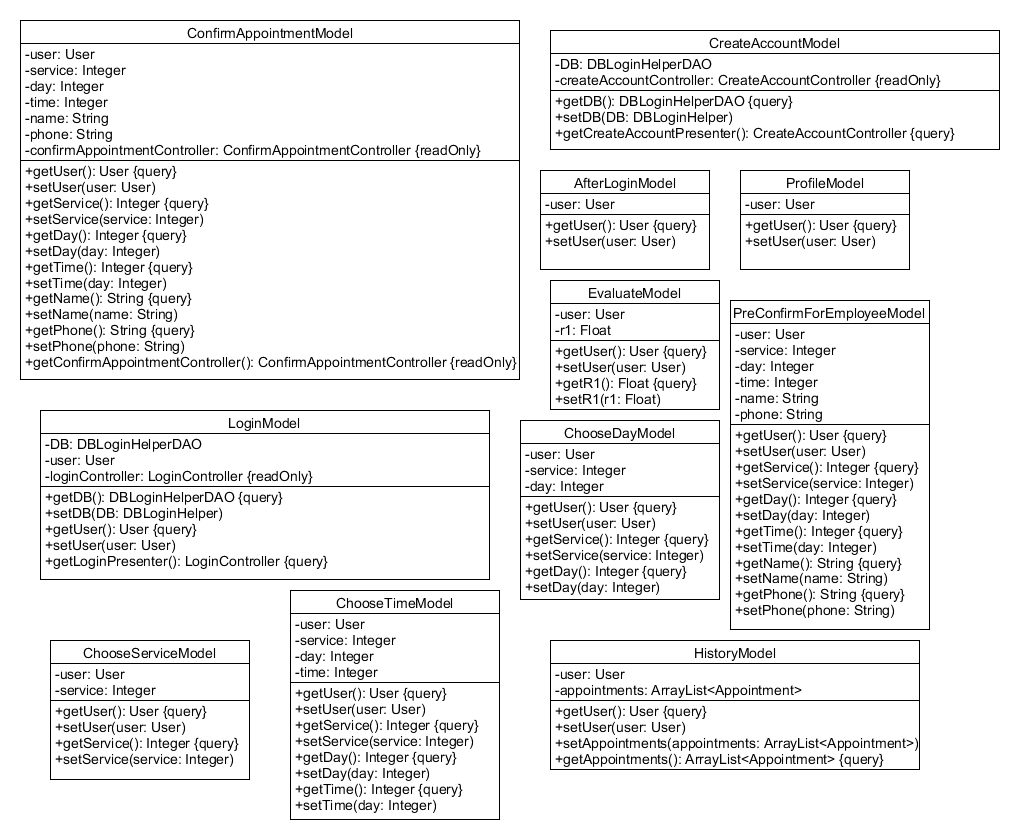 ConfirmAppointmentModel
-user: User
-service: Integer
-day: Integer
-time: Integer
-name: String
-phone: String
-confirmAppointmentController: ConfirmAppointmentController {readOnly}
+getUser(): User {query}
+setUser(user: User)
+getService(): Integer {query}
+setService(service: Integer)
+getDay(): Integer {query}
+setDay(day: Integer)
+getTime(): Integer {query}
+setTime(day: Integer)
+getName(): String {query}
+setName(name: String)
+getPhone(): String {query}
+setPhone(phone: String)
+getConfirmAppointmentController(): ConfirmAppointmentController {readOnly}
CreateAccountModel
-DB: DBLoginHelperDAO
-createAccountController: CreateAccountController {readOnly}
+getDB(): DBLoginHelperDAO {query}
+setDB(DB: DBLoginHelper)
+getCreateAccountPresenter(): CreateAccountController {query}
AfterLoginModel
-user: User
+getUser(): User {query}
+setUser(user: User)
ProfileModel
-user: User
+getUser(): User {query}
+setUser(user: User)
EvaluateModel
-user: User
-r1: Float
+getUser(): User {query}
+setUser(user: User)
+getR1(): Float {query}
+setR1(r1: Float)
PreConfirmForEmployeeModel
-user: User
-service: Integer
-day: Integer
-time: Integer
-name: String
-phone: String
+getUser(): User {query}
+setUser(user: User)
+getService(): Integer {query}
+setService(service: Integer)
+getDay(): Integer {query}
+setDay(day: Integer)
+getTime(): Integer {query}
+setTime(day: Integer)
+getName(): String {query}
+setName(name: String)
+getPhone(): String {query}
+setPhone(phone: String)
LoginModel
-DB: DBLoginHelperDAO
-user: User
-loginController: LoginController {readOnly}
+getDB(): DBLoginHelperDAO {query}
+setDB(DB: DBLoginHelper)
+getUser(): User {query}
+setUser(user: User)
+getLoginPresenter(): LoginController {query}
ChooseDayModel
-user: User
-service: Integer
-day: Integer
+getUser(): User {query}
+setUser(user: User)
+getService(): Integer {query}
+setService(service: Integer)
+getDay(): Integer {query}
+setDay(day: Integer)
ChooseTimeModel
-user: User
-service: Integer
-day: Integer
-time: Integer
+getUser(): User {query}
+setUser(user: User)
+getService(): Integer {query}
+setService(service: Integer)
+getDay(): Integer {query}
+setDay(day: Integer)
+getTime(): Integer {query}
+setTime(day: Integer)
ChooseServiceModel
-user: User
-service: Integer
+getUser(): User {query}
+setUser(user: User)
+getService(): Integer {query}
+setService(service: Integer)
HistoryModel
-user: User
-appointments: ArrayList<Appointment>
+getUser(): User {query}
+setUser(user: User)
+setAppointments(appointments: ArrayList<Appointment>)
+getAppointments(): ArrayList<Appointment> {query}